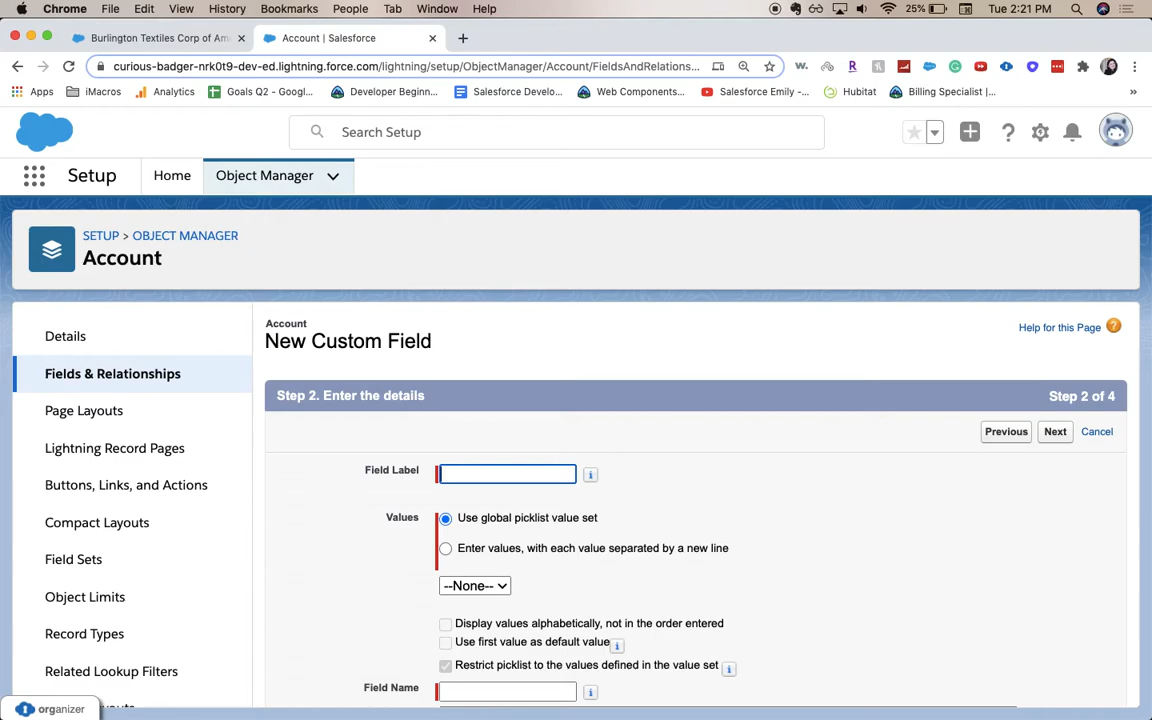 Chrome File Edit View History Bookmarks People Tab Window Help 25% Tue 2:21 PM
Burlington Textiles Corp of Am Account | Salesforce
curious-badger-nrk0t9-dev-ed.lightning.force.com/lightning/setup/ObjectManager/Account/FieldsAndRelations...
Apps iMacros Analytics Goals Q2 - Googl... Developer Beginn... Salesforce Develo... Web Components... Salesforce Emily -... Hubitat Billing Specialist |... »
Search Setup
Setup Home Object Manager
SETUP > OBJECT MANAGER
Account
Details
Fields & Relationships
Page Layouts
Lightning Record Pages
Buttons, Links, and Actions
Compact Layouts
Field Sets
Object Limits
Record Types
Related Lookup Filters
Account
New Custom Field
Help for this Page ?
Step 2. Enter the details Step 2 of 4
Previous Next Cancel
Field Label i
Values Use global picklist value set
Enter values, with each value separated by a new line
--None--
Display values alphabetically, not in the order entered
Use first value as default value i
Restrict picklist to the values defined in the value set i
Field Name i
organizer